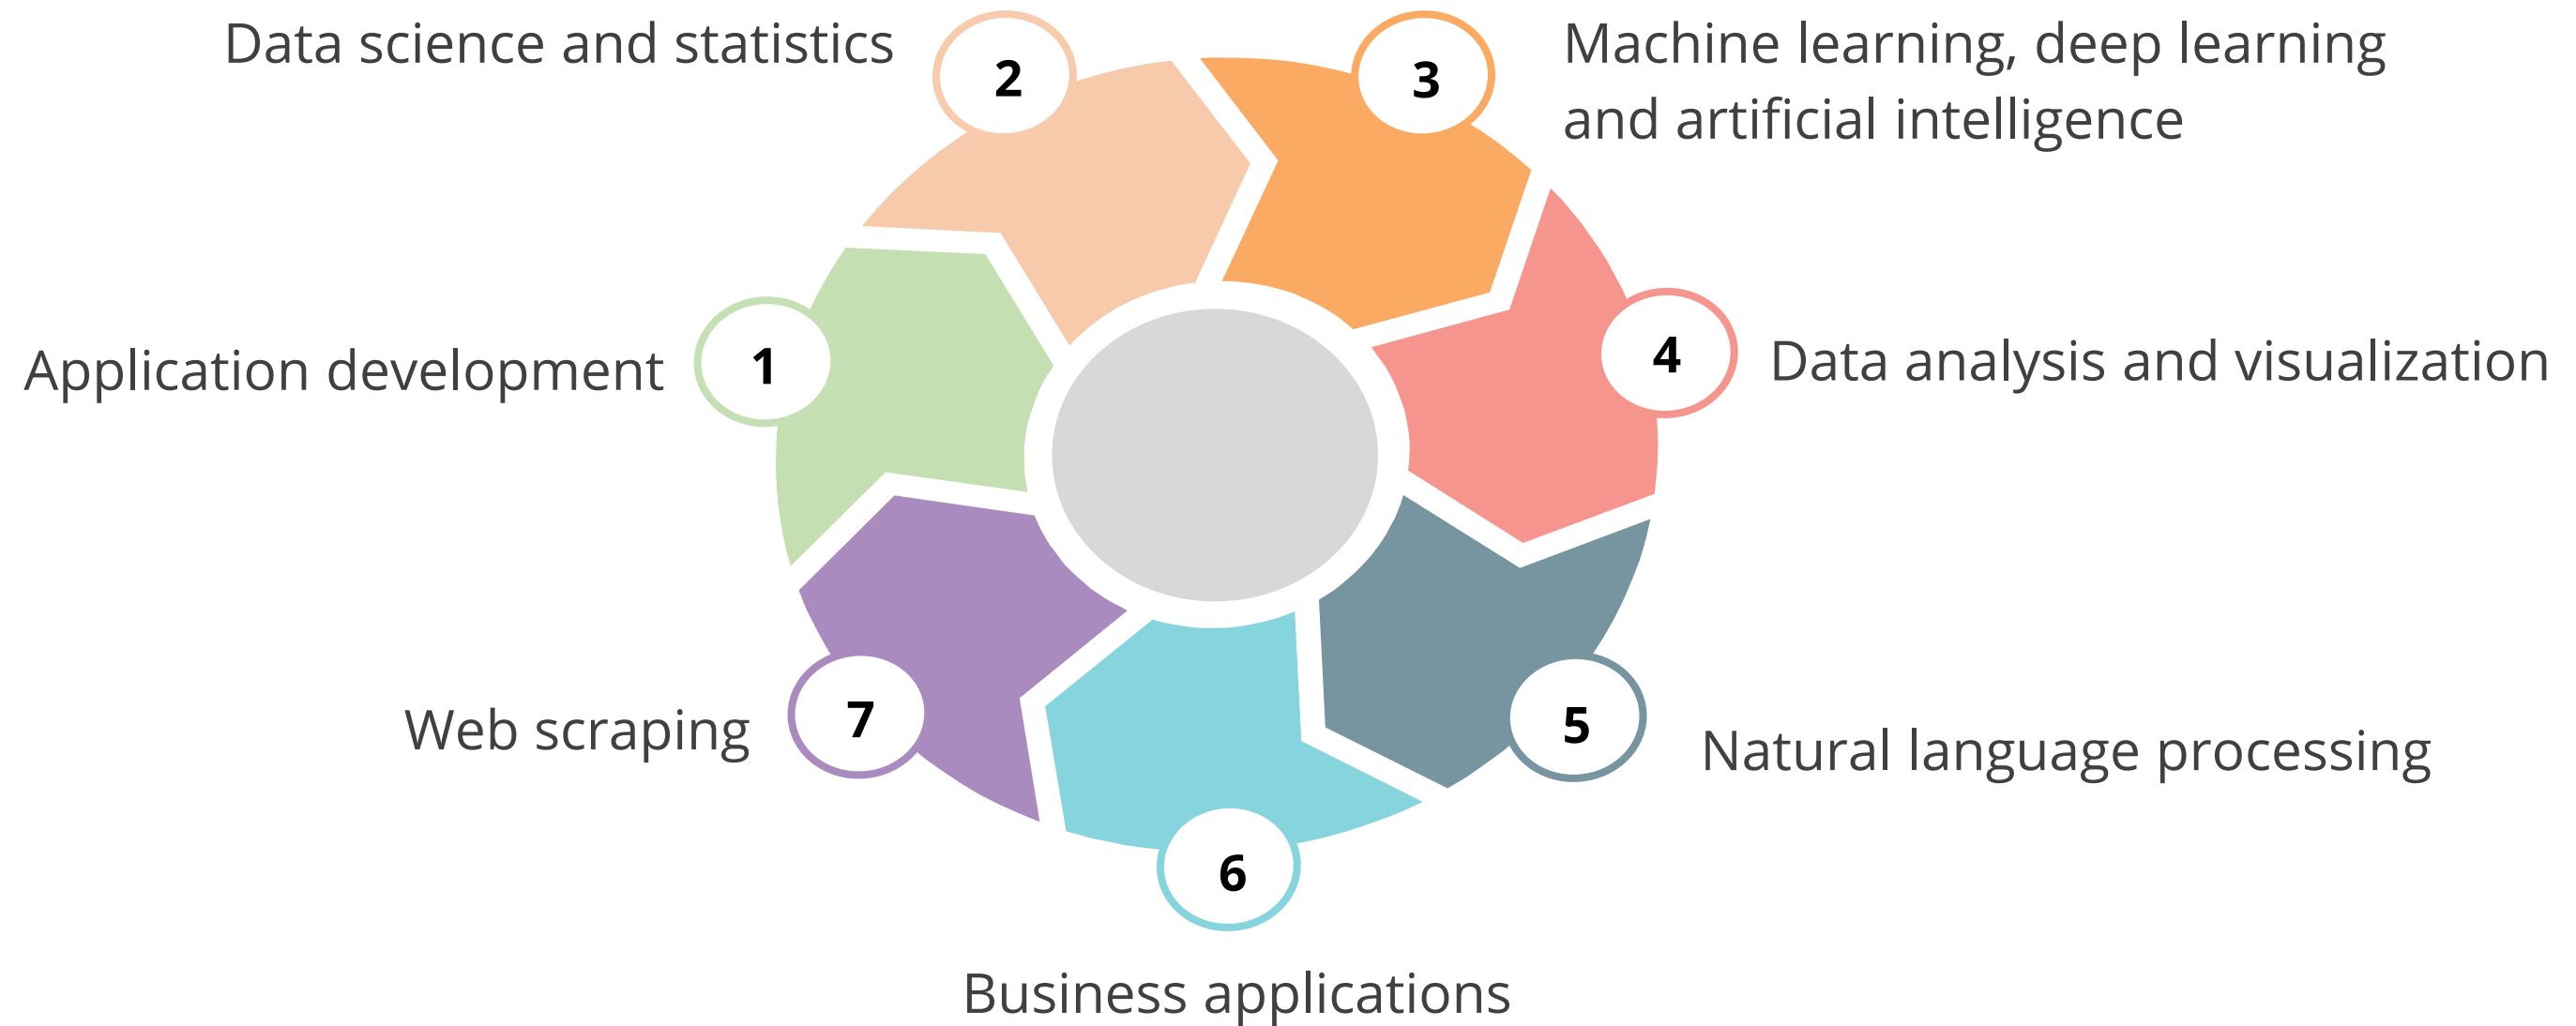 Data science and statistics
2
3
Machine learning, deep learning
and artificial intelligence
Application development
1
4
Data analysis and visualization
Web scraping
7
5
Natural language processing
6
Business applications